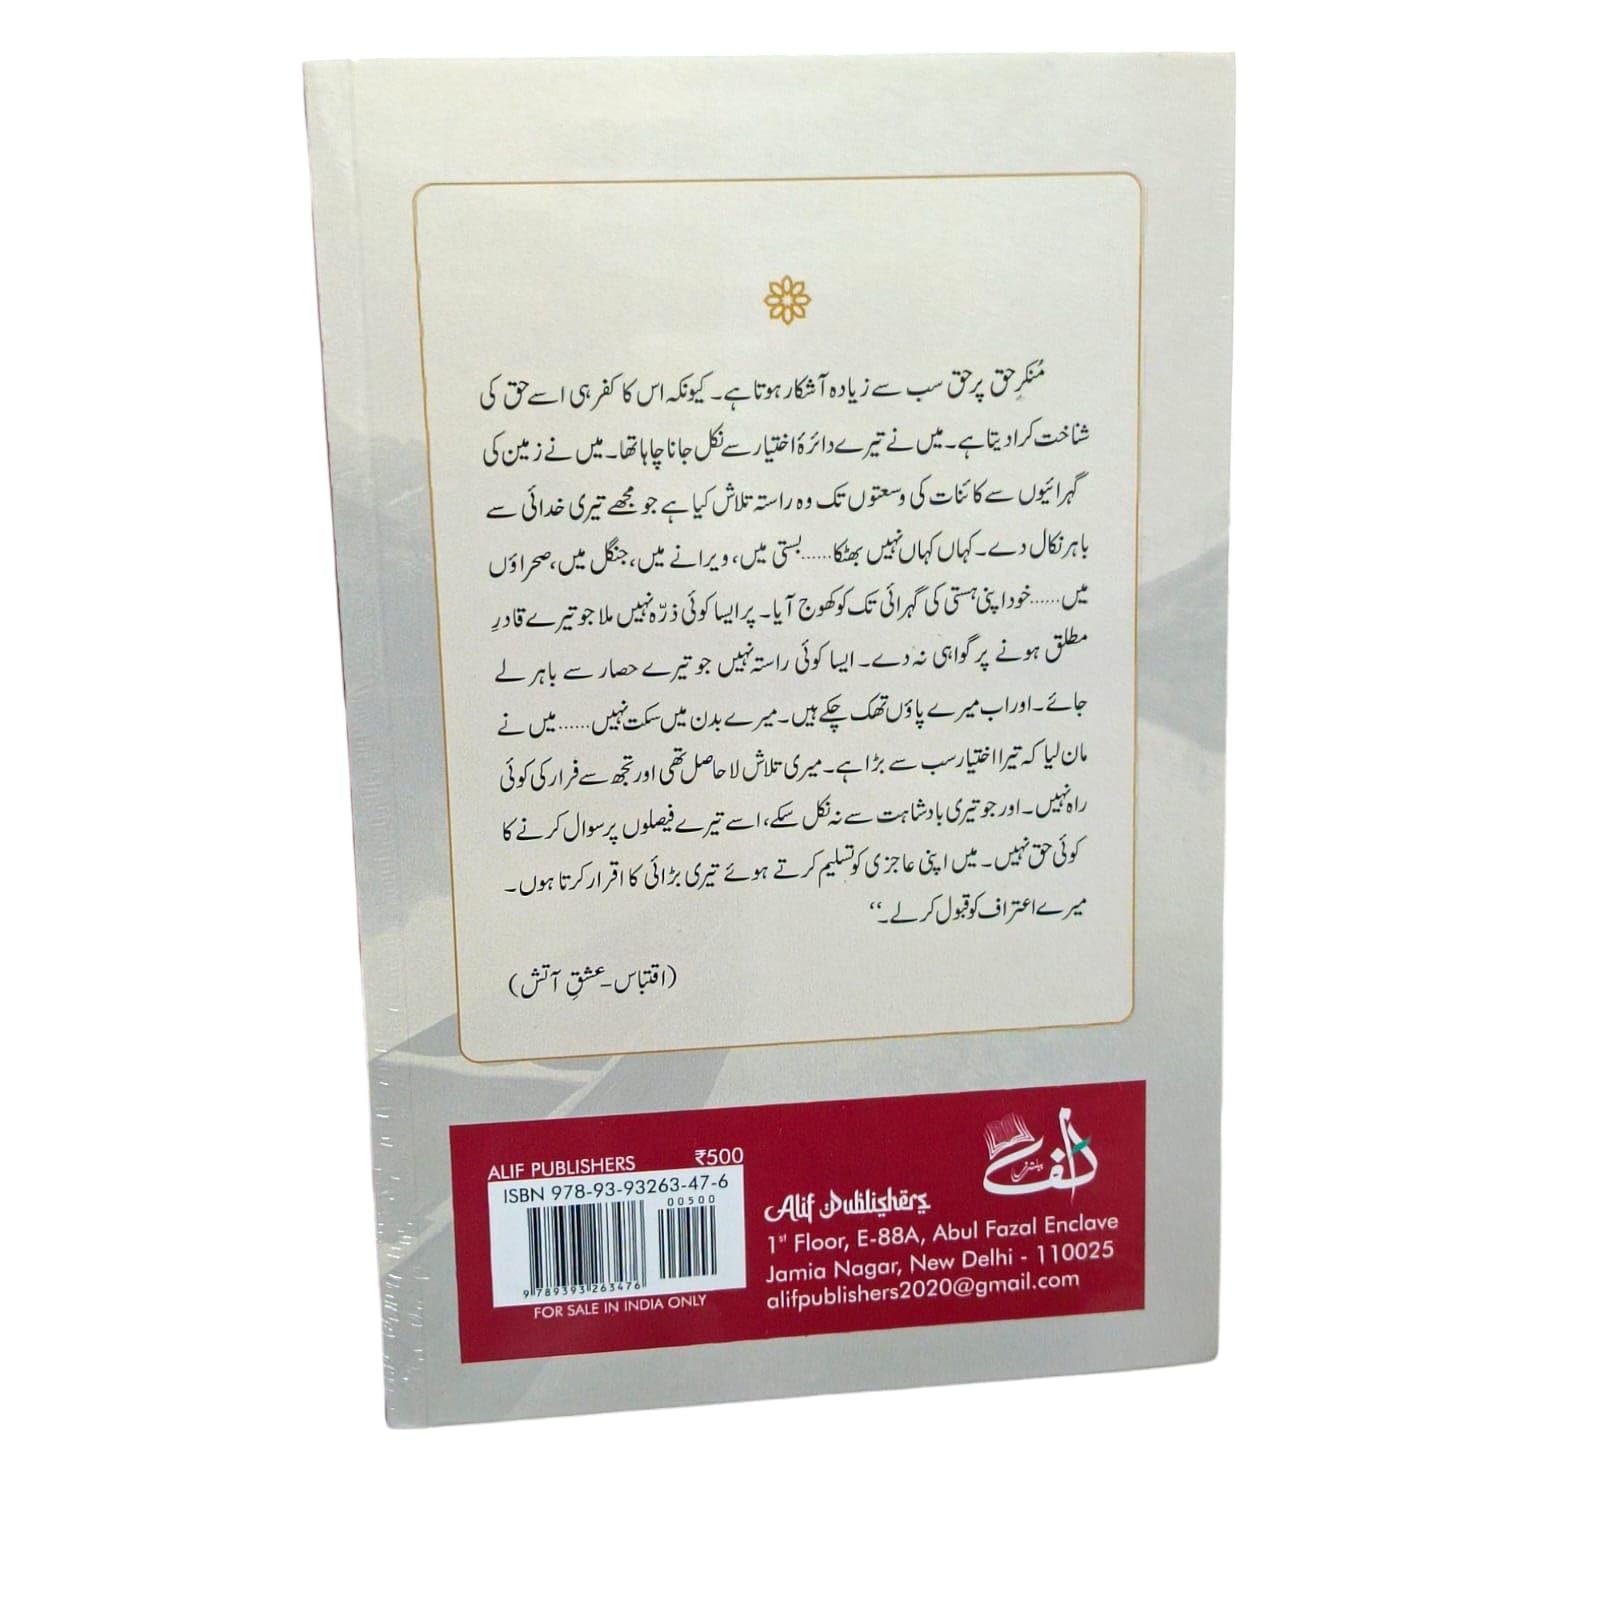 مُنکرِ حق پر حق سب سے زیادہ آشکار ہوتا ہے۔ کیونکہ اس کا کفر ہی اسے حق کی
شناخت کرا دیتا ہے۔ میں نے تیرے دائرۂ اختیار سے نکل جانا چاہا تھا۔ میں نے زمین کی
گہرائیوں سے کائنات کی وسعتوں تک وہ راستہ تلاش کیا ہے جو مجھے تیری خدائی سے
باہر نکال دے۔ کہاں کہاں نہیں بھٹکا...... بستی میں، ویرانے میں، جنگل میں، صحراؤں
میں...... خود اپنی ہستی کی گہرائی تک کو کھوج آیا۔ پر ایسا کوئی ذرّہ نہیں ملا جو تیرے قادرِ
مطلق ہونے پر گواہی نہ دے۔ ایسا کوئی راستہ نہیں جو تیرے حصار سے باہر لے
جائے۔ اور اب میرے پاؤں تھک چکے ہیں۔ میرے بدن میں سکت نہیں...... میں نے
مان لیا کہ تیرا اختیار سب سے بڑا ہے۔ میری تلاش لاحاصل تھی اور تجھ سے فرار کی کوئی
راہ نہیں۔ اور جو تیری بادشاہت سے نہ نکل سکے، اسے تیرے فیصلوں پر سوال کرنے کا
کوئی حق نہیں۔ میں اپنی عاجزی کو تسلیم کرتے ہوئے تیری بڑائی کا اقرار کرتا ہوں۔
میرے اعتراف کو قبول کر لے۔‘‘
(اقتباس - عشقِ آتش)
ALIF PUBLISHERS ₹500
ISBN 978-93-93263-47-6
00500
9 789393 263476
FOR SALE IN INDIA ONLY
الف
پبلشرس
Alif Publishers
1st Floor, E-88A, Abul Fazal Enclave
Jamia Nagar, New Delhi - 110025
alifpublishers2020@gmail.com